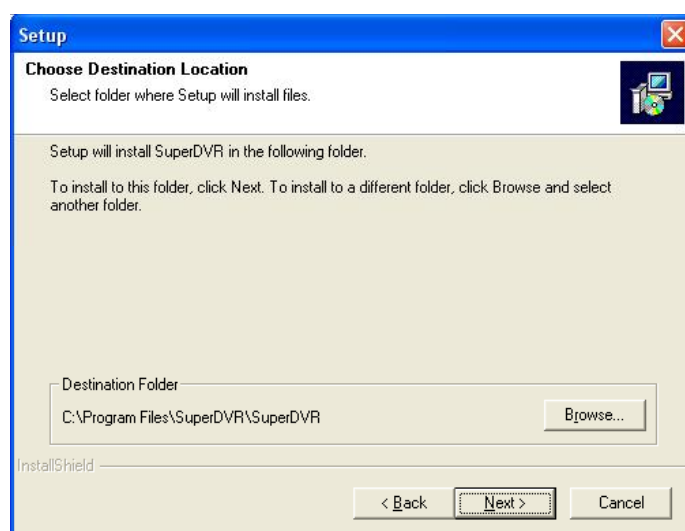 Setup
Choose Destination Location
Select folder where Setup will install files.
Setup will install SuperDVR in the following folder.
To install to this folder, click Next. To install to a different folder, click Browse and select
another folder.
Destination Folder
C:\Program Files\SuperDVR\SuperDVR
Browse...
InstallShield
< Back
Next >
Cancel